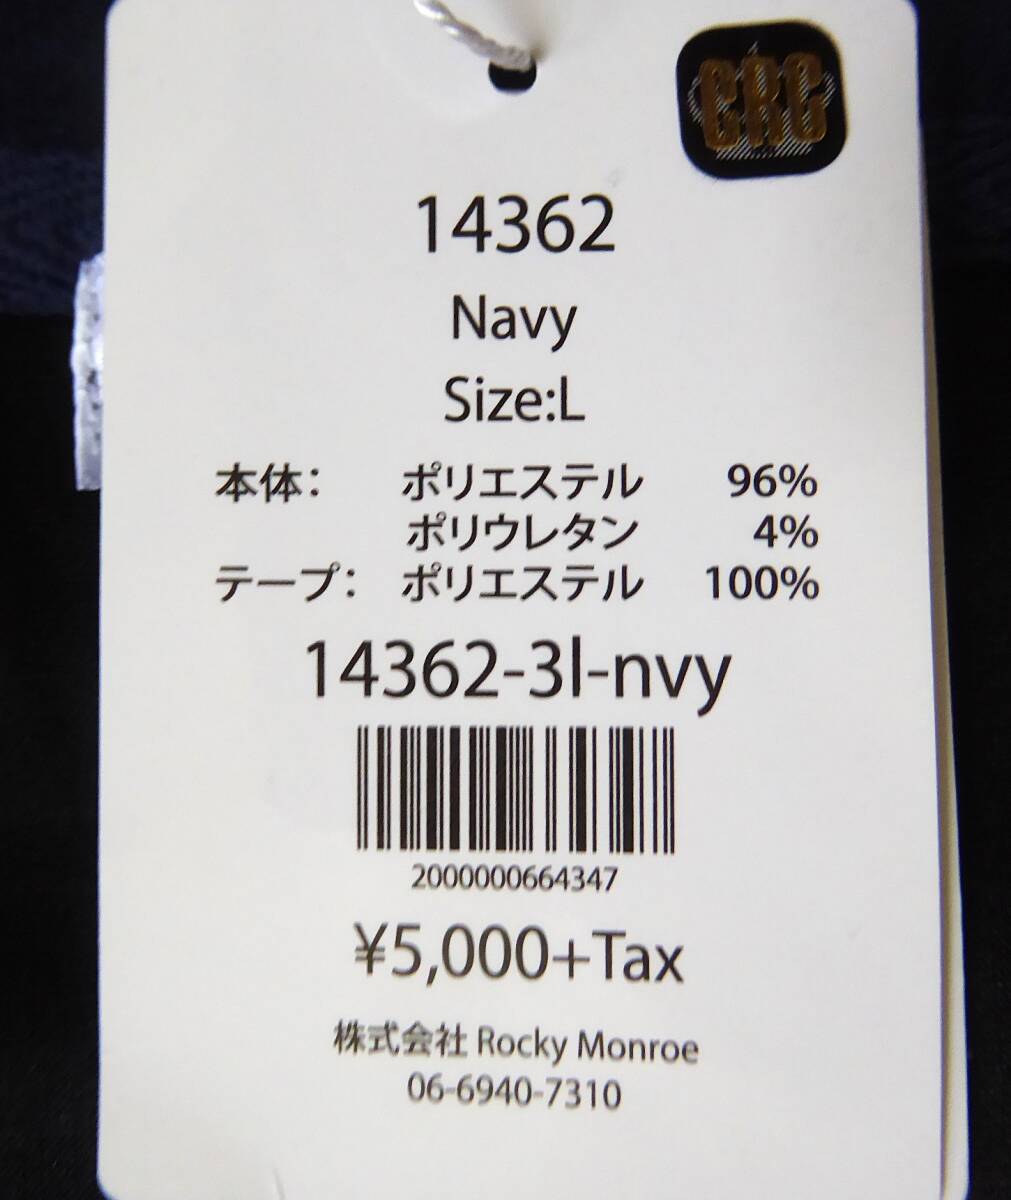 CRC
14362
Navy
Size:L
本体： ポリエステル 96%
ポリウレタン 4%
テープ： ポリエステル 100%
14362-3l-nvy
2000000664347
¥5,000+Tax
株式会社 Rocky Monroe
06-6940-7310